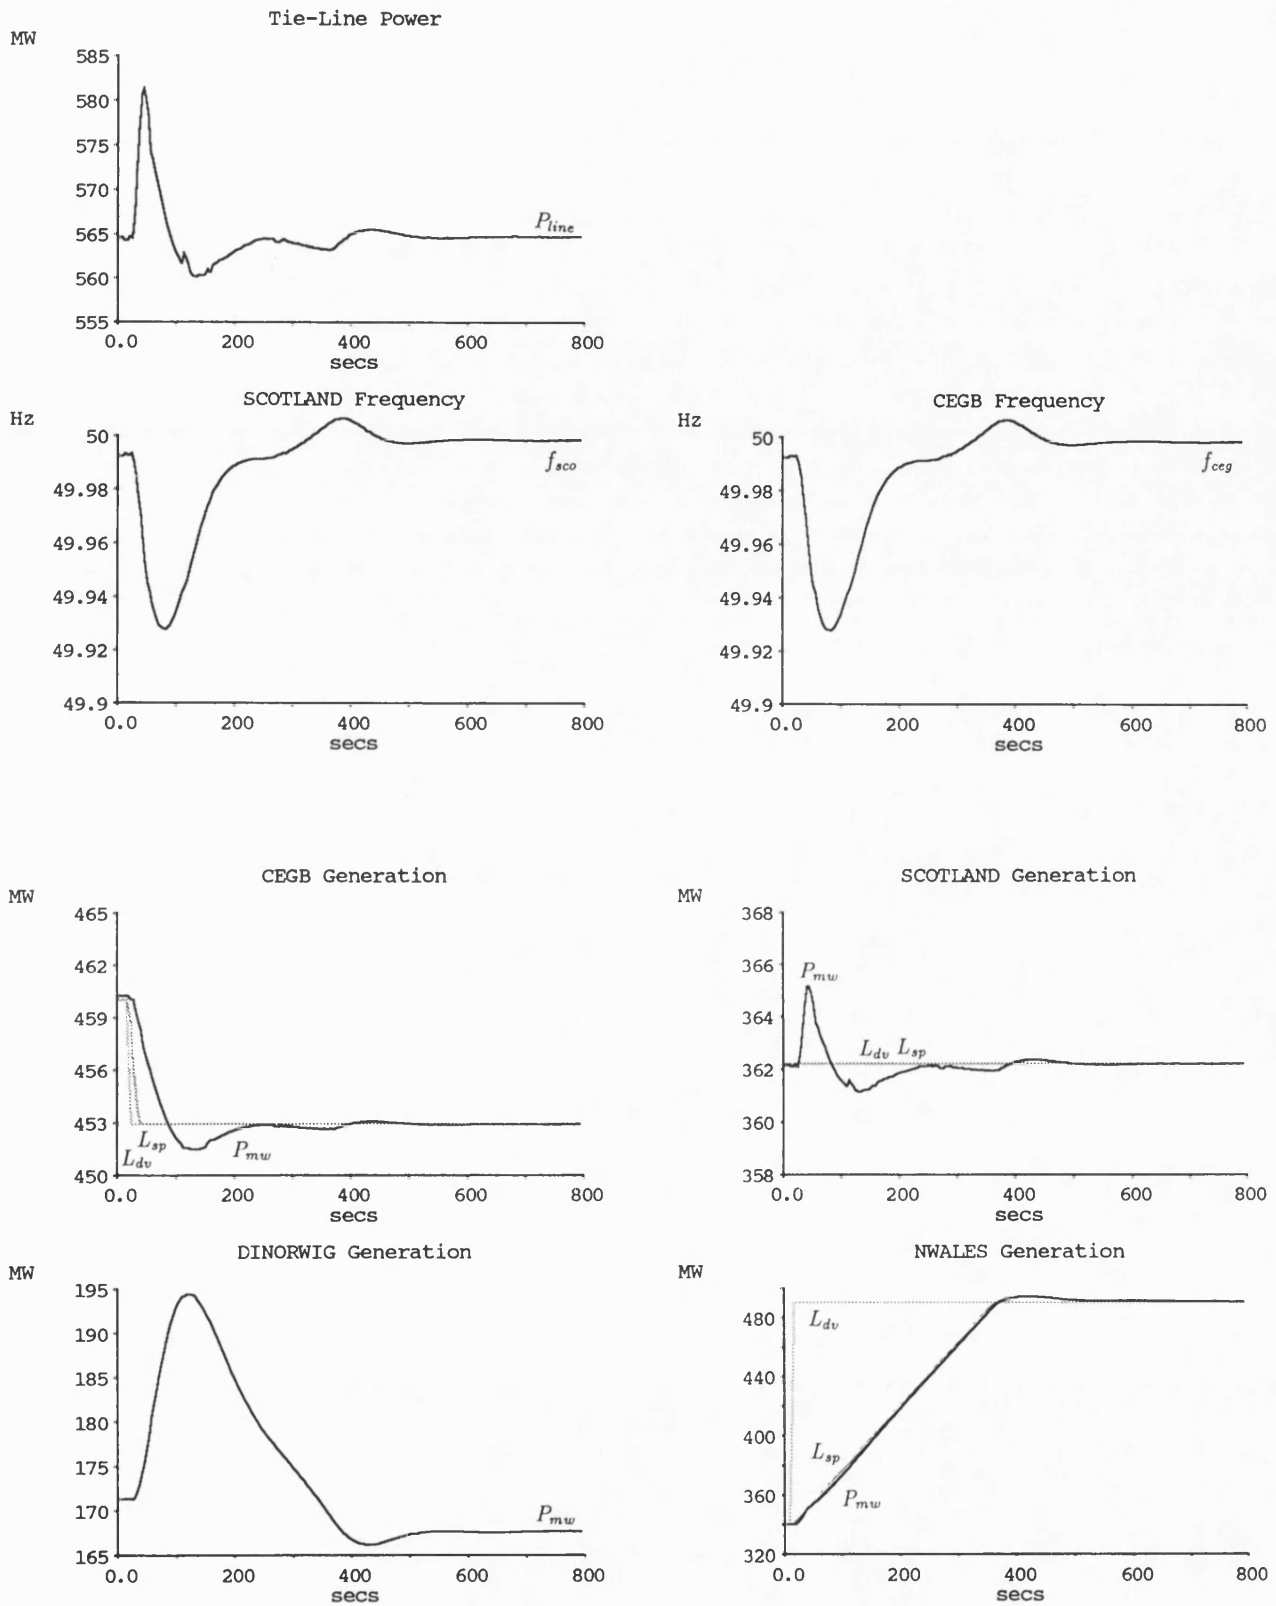 Tie-Line Power
MW
585
580
575
570
565
560
555
P_line
0.0 200 400 600 800
secs
SCOTLAND Frequency
Hz
50
49.98
49.96
49.94
49.92
49.9
f_sco
0.0 200 400 600 800
secs
CEGB Frequency
Hz
50
49.98
49.96
49.94
49.92
49.9
f_ceg
0.0 200 400 600 800
secs
CEGB Generation
MW
465
462
459
456
453
450
L_sp
L_dv
P_mw
0.0 200 400 600 800
secs
SCOTLAND Generation
MW
368
366
364
362
360
358
P_mw
L_dv L_sp
0.0 200 400 600 800
secs
DINORWIG Generation
MW
195
190
185
180
175
170
165
P_mw
0.0 200 400 600 800
secs
NWALES Generation
MW
480
440
400
360
320
L_dv
L_sp
P_mw
0.0 200 400 600 800
secs